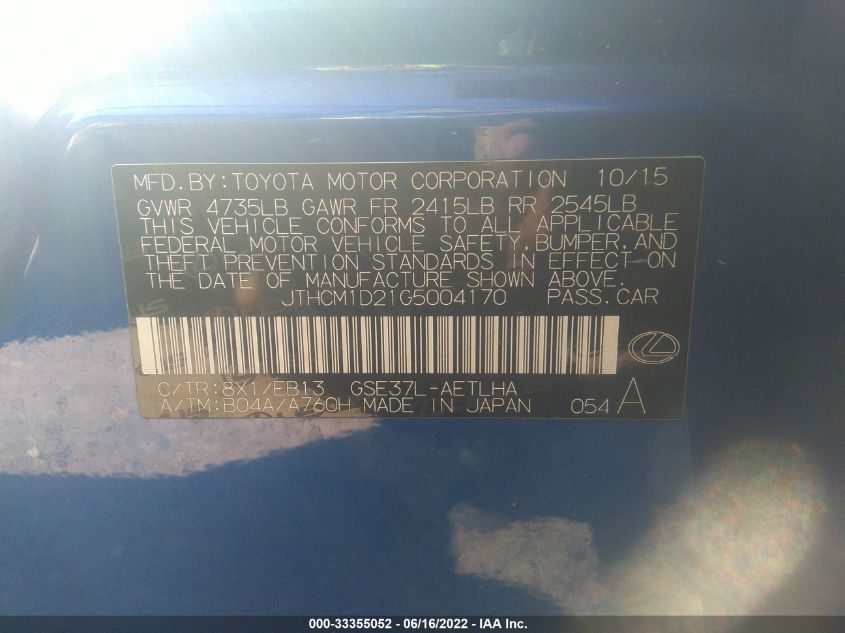 MFD.BY:TOYOTA MOTOR CORPORATION 10/15
GVWR 4735LB GAWR FR 2415LB RR 2545LB
THIS VEHICLE CONFORMS TO ALL APPLICABLE
FEDERAL MOTOR VEHICLE SAFETY,BUMPER,AND
THEFT PREVENTION STANDARDS IN EFFECT ON
THE DATE OF MANUFACTURE SHOWN ABOVE.
JTHCM1D21G5004170 PASS.CAR
C/TR:8X1/EB13 GSE37L-AETLHA
A/TM:B04A/A760H MADE IN JAPAN 054 A
000-33355052 - 06/16/2022 - IAA Inc.